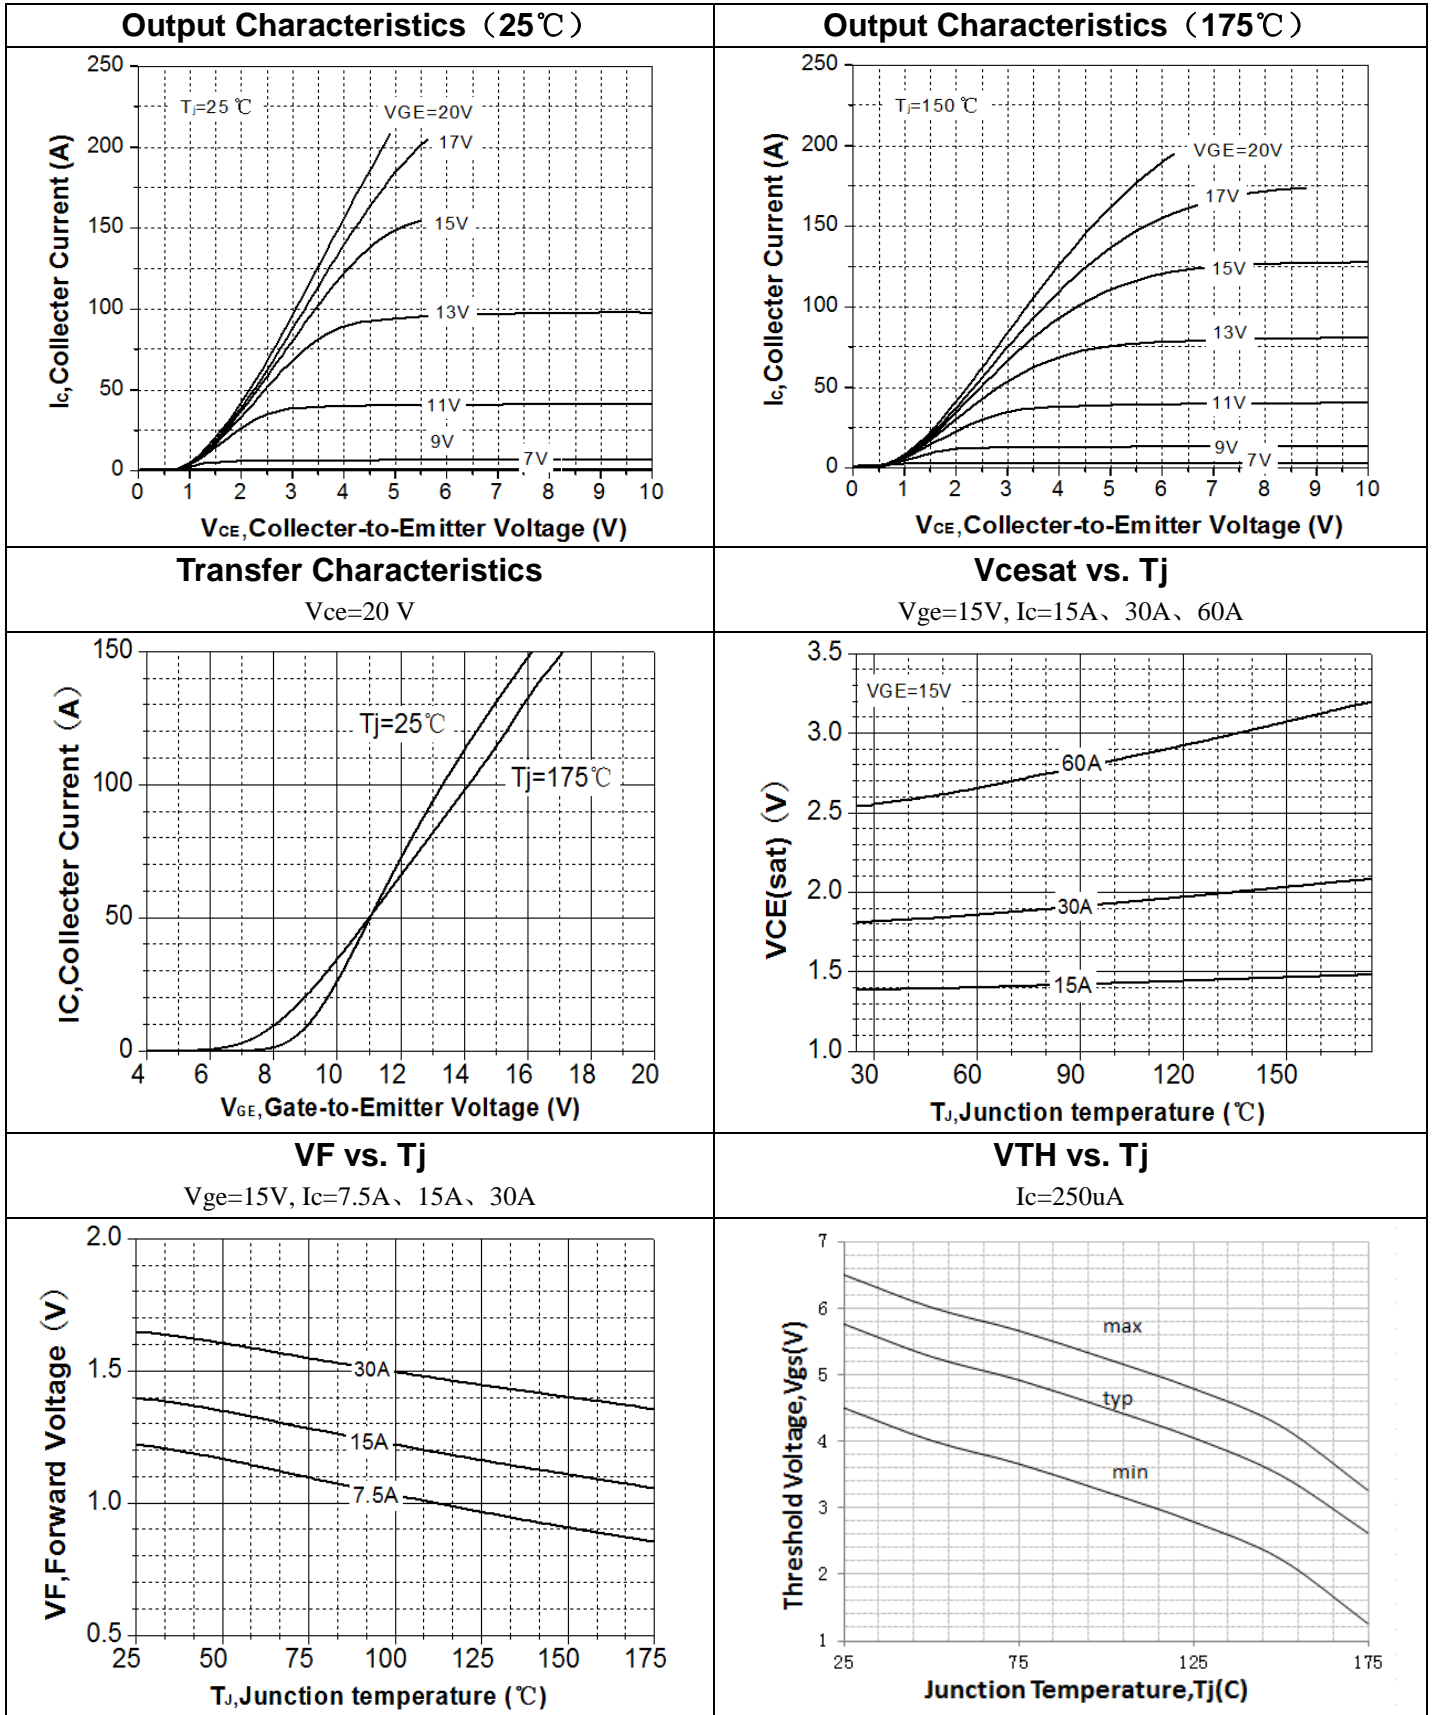 Output Characteristics（25℃）
250
200
150
100
50
0
Tj=25 ℃
VGE=20V
17V
15V
13V
11V
9V
7V
0 1 2 3 4 5 6 7 8 9 10
Ic,Collecter Current (A)
VCE,Collecter-to-Emitter Voltage (V)
Output Characteristics（175℃）
250
200
150
100
50
0
Tj=150 ℃
VGE=20V
17V
15V
13V
11V
9V
7V
0 1 2 3 4 5 6 7 8 9 10
Ic,Collecter Current (A)
VCE,Collecter-to-Emitter Voltage (V)
Transfer Characteristics
Vce=20 V
150
100
50
0
Tj=25℃
Tj=175℃
4 6 8 10 12 14 16 18 20
IC,Collecter Current（A）
VGE,Gate-to-Emitter Voltage (V)
Vcesat vs. Tj
Vge=15V, Ic=15A、30A、60A
3.5
3.0
2.5
2.0
1.5
1.0
VGE=15V
60A
30A
15A
30 60 90 120 150
VCE(sat)（V）
TJ,Junction temperature (℃)
VF vs. Tj
Vge=15V, Ic=7.5A、15A、30A
2.0
1.5
1.0
0.5
30A
15A
7.5A
25 50 75 100 125 150 175
VF,Forward Voltage（V）
TJ,Junction temperature (℃)
VTH vs. Tj
Ic=250uA
7
6
5
4
3
2
1
max
typ
min
25 75 125 175
Threshold Voltage,Vgs(V)
Junction Temperature,Tj(C)